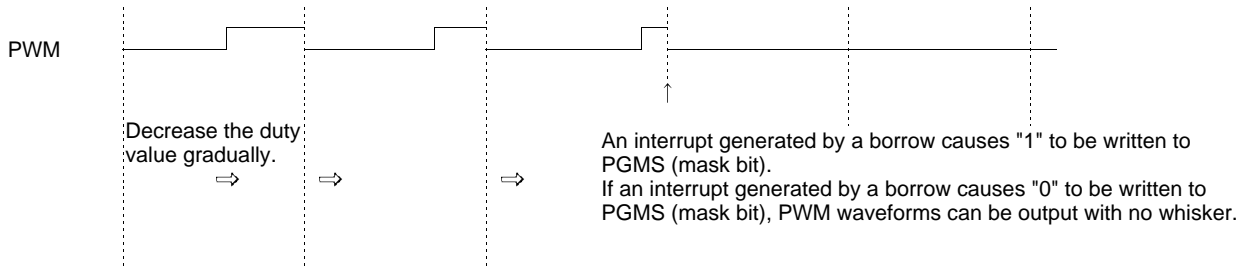 PWM
Decrease the duty
value gradually.
An interrupt generated by a borrow causes "1" to be written to
PGMS (mask bit).
If an interrupt generated by a borrow causes "0" to be written to
PGMS (mask bit), PWM waveforms can be output with no whisker.